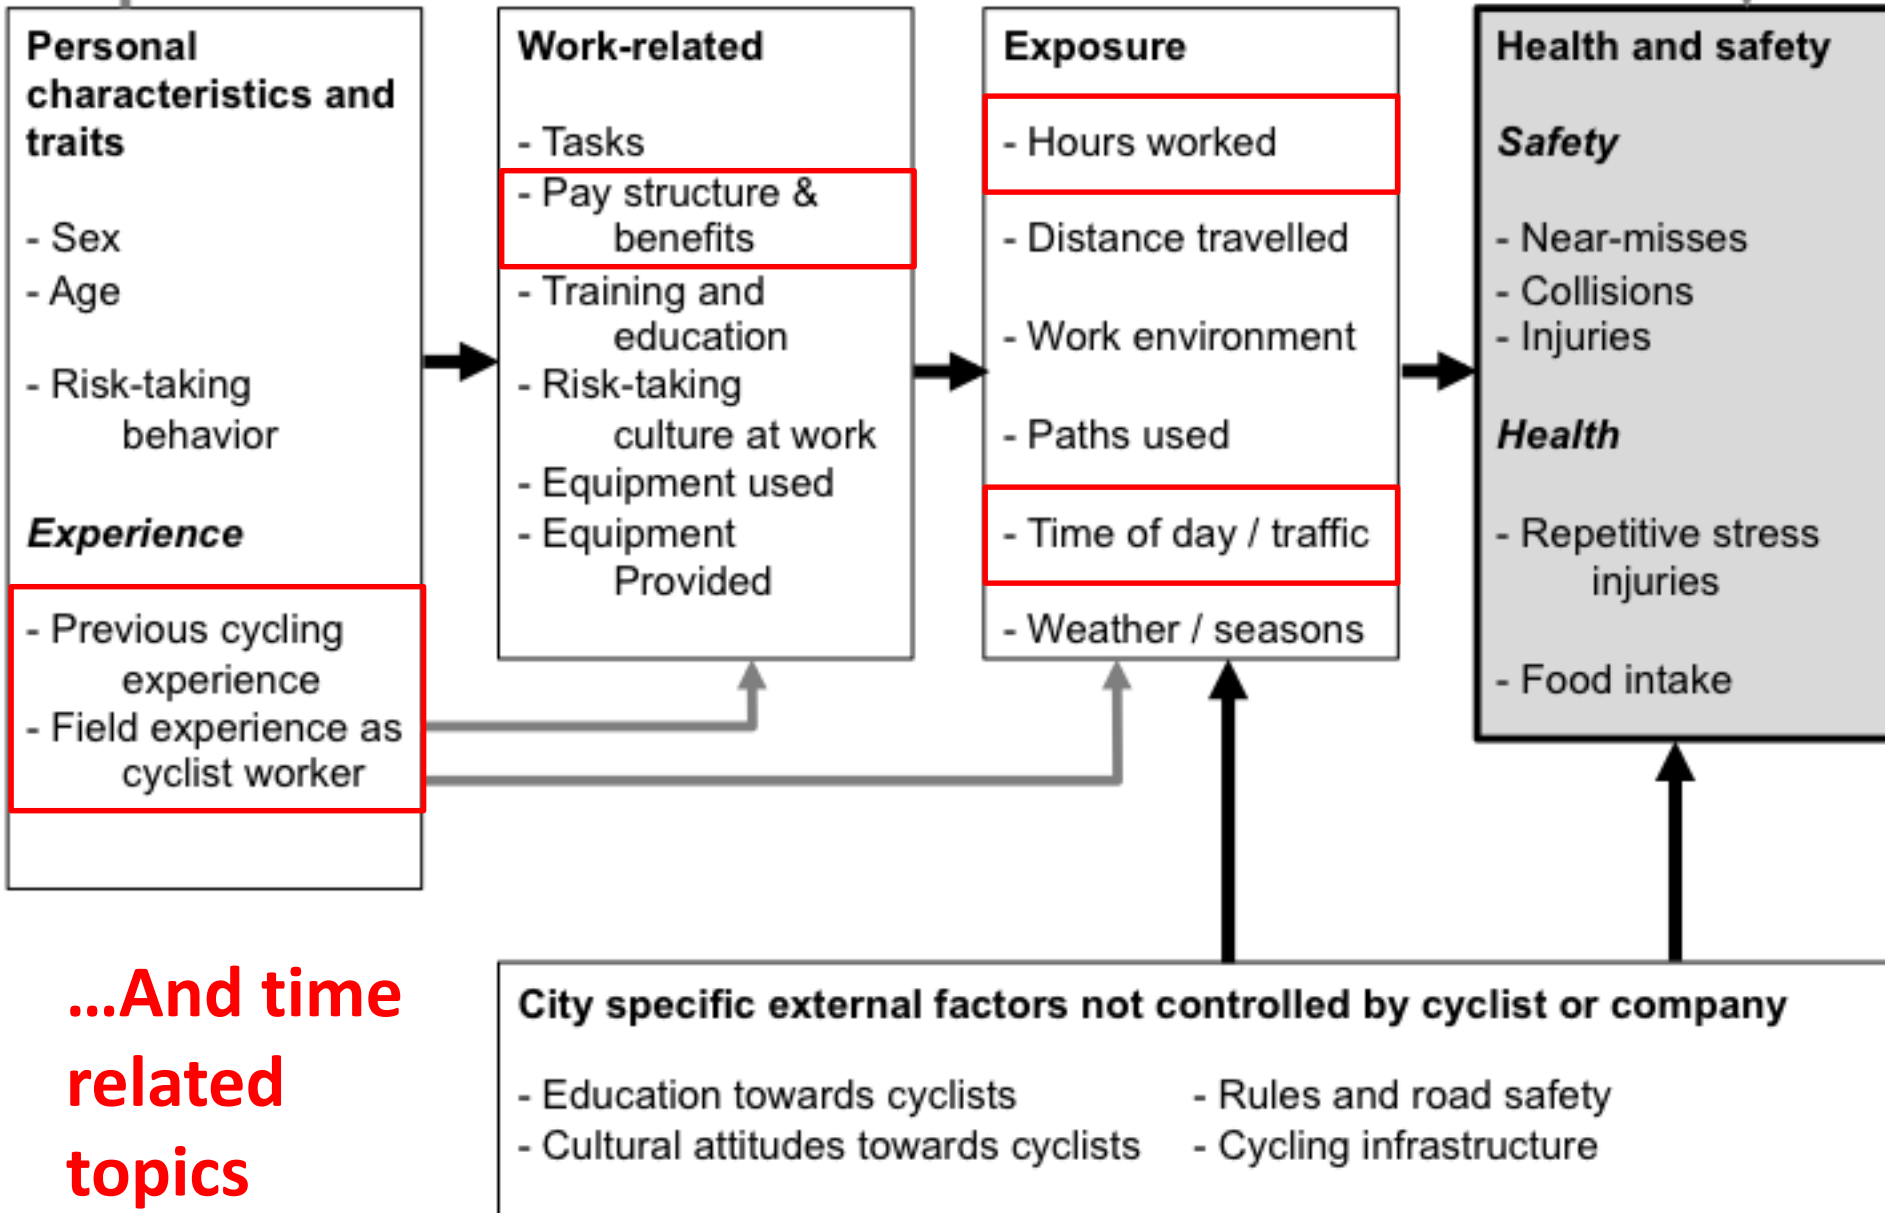 Personal
characteristics and
traits
- Sex
- Age
- Risk-taking
behavior
Experience
- Previous cycling
experience
- Field experience as
cyclist worker
Work-related
- Tasks
- Pay structure &
benefits
- Training and
education
- Risk-taking
culture at work
- Equipment used
- Equipment
Provided
Exposure
- Hours worked
- Distance travelled
- Work environment
- Paths used
- Time of day / traffic
- Weather / seasons
Health and safety
Safety
- Near-misses
- Collisions
- Injuries
Health
- Repetitive stress
injuries
- Food intake
...And time
related
topics
City specific external factors not controlled by cyclist or company
- Education towards cyclists
- Cultural attitudes towards cyclists
- Rules and road safety
- Cycling infrastructure